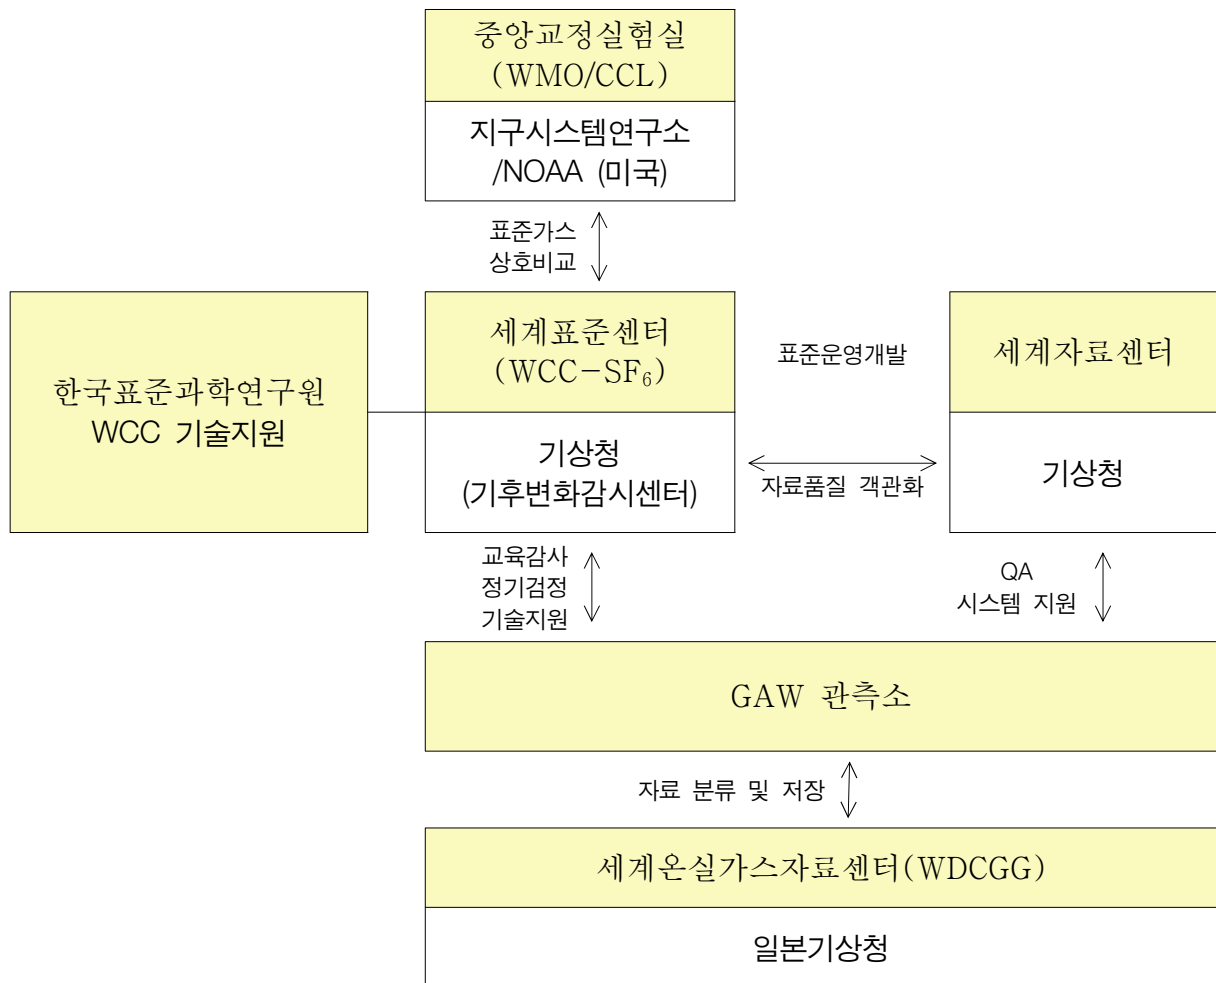 중앙교정실험실
(WMO/CCL)
지구시스템연구소
/NOAA (미국)
표준가스
상호비교
한국표준과학연구원
WCC 기술지원
세계표준센터
(WCC-SF₆)
기상청
(기후변화감시센터)
표준운영개발
자료품질 객관화
세계자료센터
기상청
교육감사
정기검정
기술지원
QA
시스템 지원
GAW 관측소
자료 분류 및 저장
세계온실가스자료센터(WDCGG)
일본기상청